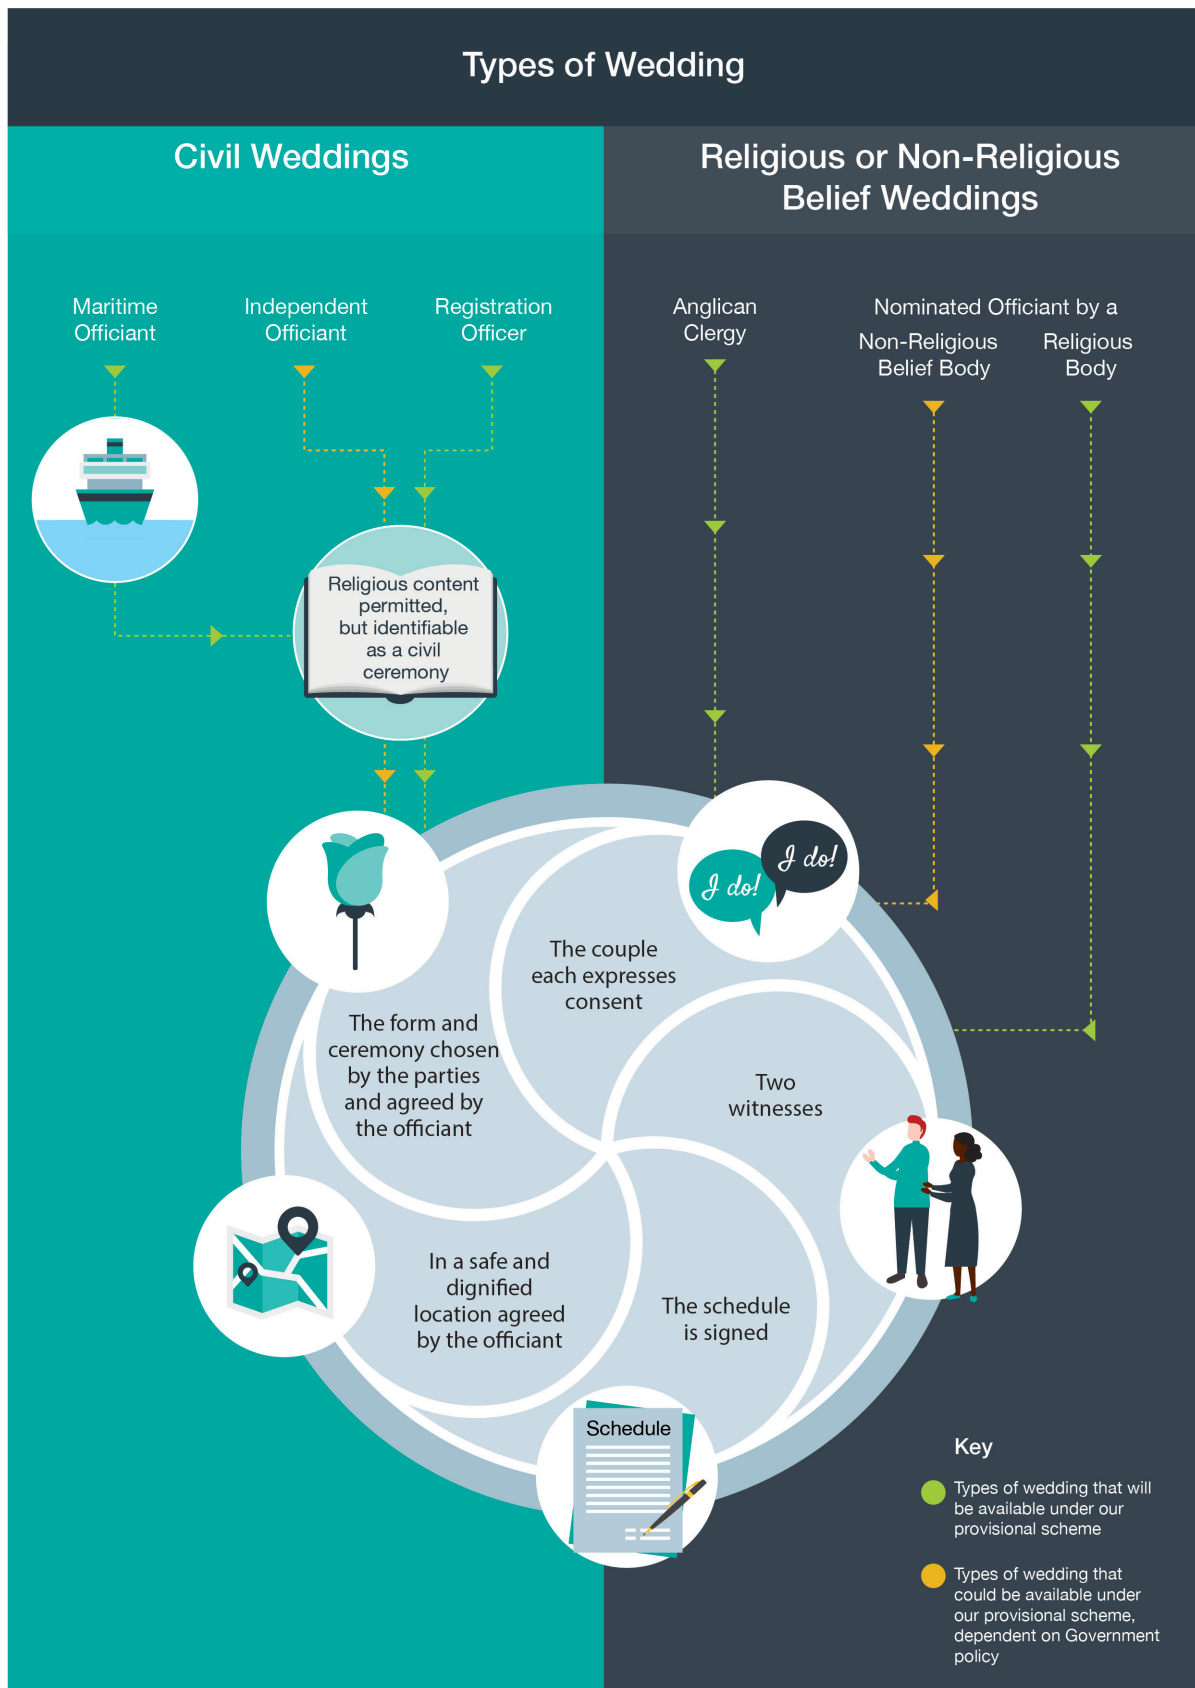 Types of Wedding
Civil Weddings
Religious or Non-Religious
Belief Weddings
Maritime
Officiant
Independent
Officiant
Registration
Officer
Anglican
Clergy
Nominated Officiant by a
Non-Religious
Belief Body
Religious
Body
Religious content
permitted,
but identifiable
as a civil
ceremony
I do!
I do!
The couple
each expresses
consent
The form and
ceremony chosen
by the parties
and agreed by
the officiant
Two
witnesses
In a safe and
dignified
location agreed
by the officiant
The schedule
is signed
Schedule
Key
Types of wedding that will
be available under our
provisional scheme
Types of wedding that
could be available under
our provisional scheme,
dependent on Government
policy